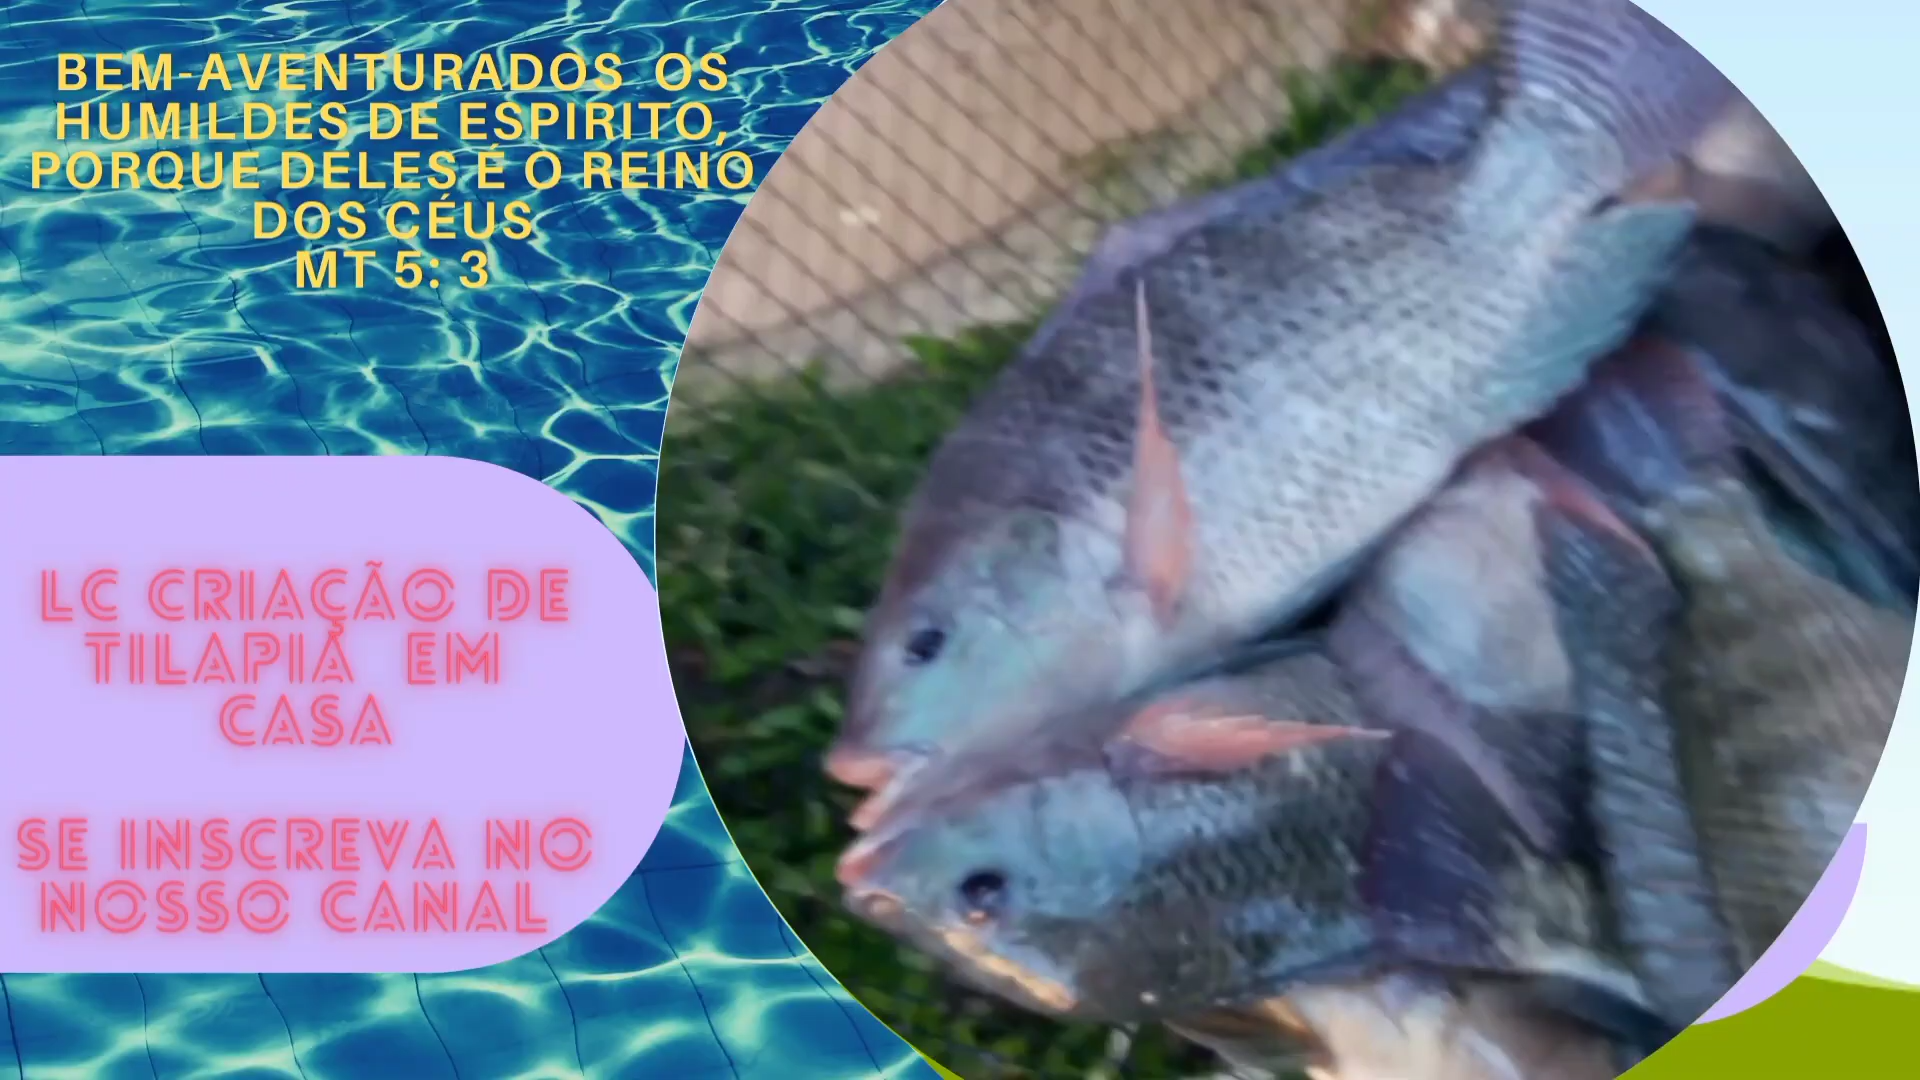 BEM-AVENTURADOS OS
HUMILDES DE ESPIRITO,
PORQUE DELES É O REINO
DOS CÉUS
MT 5: 3
LC CRIAÇÃO DE
TILAPIA EM
CASA
SE INSCREVA NO
NOSSO CANAL